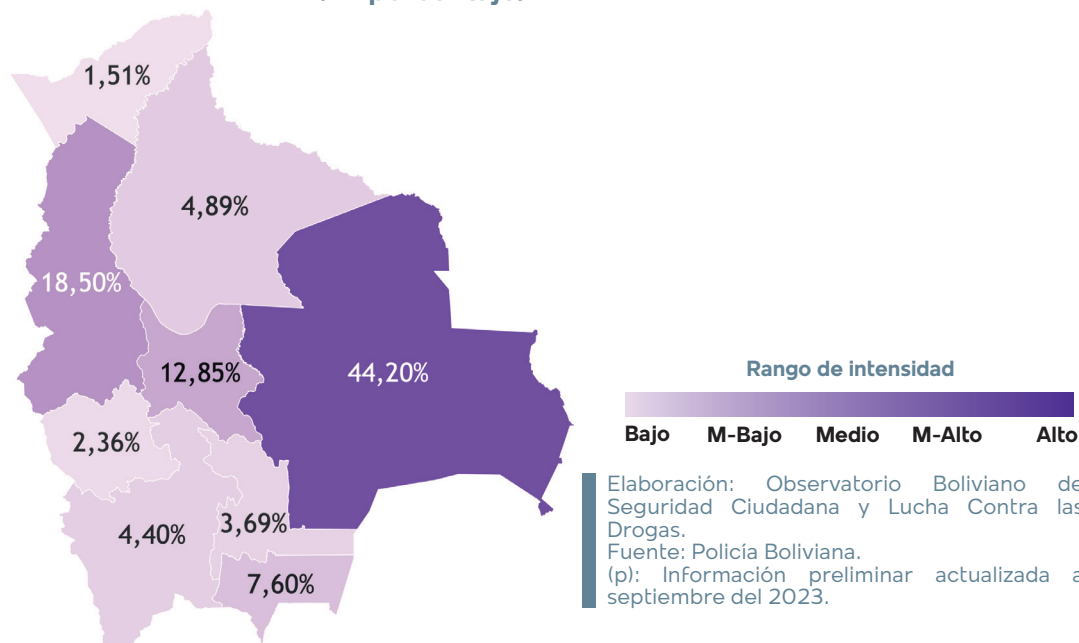 1,51%
4,89%
18,50%
12,85%
44,20%
2,36%
4,40%
3,69%
7,60%
Rango de intensidad
Bajo M-Bajo Medio M-Alto Alto
Elaboración: Observatorio Boliviano de
Seguridad Ciudadana y Lucha Contra las
Drogas.
Fuente: Policía Boliviana.
(p): Información preliminar actualizada a
septiembre del 2023.